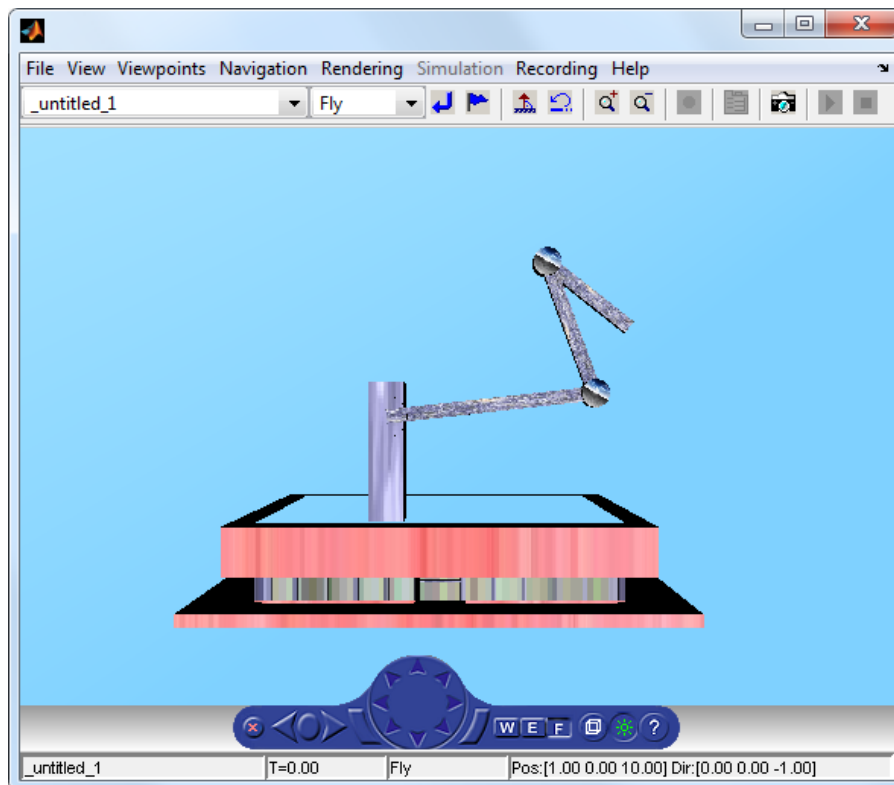 File View Viewpoints Navigation Rendering Simulation Recording Help
_untitled_1 Fly
W E F ?
_untitled_1 T=0.00 Fly Pos:[1.00 0.00 10.00] Dir:[0.00 0.00 -1.00]